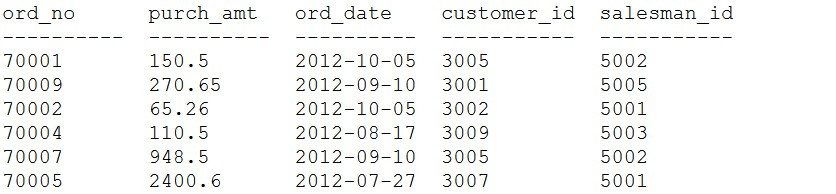 ord_no      purch_amt   ord_date    customer_id  salesman_id
----------  ----------  ----------  -----------  -----------
70001       150.5       2012-10-05  3005         5002
70009       270.65      2012-09-10  3001         5005
70002       65.26       2012-10-05  3002         5001
70004       110.5       2012-08-17  3009         5003
70007       948.5       2012-09-10  3005         5002
70005       2400.6      2012-07-27  3007         5001